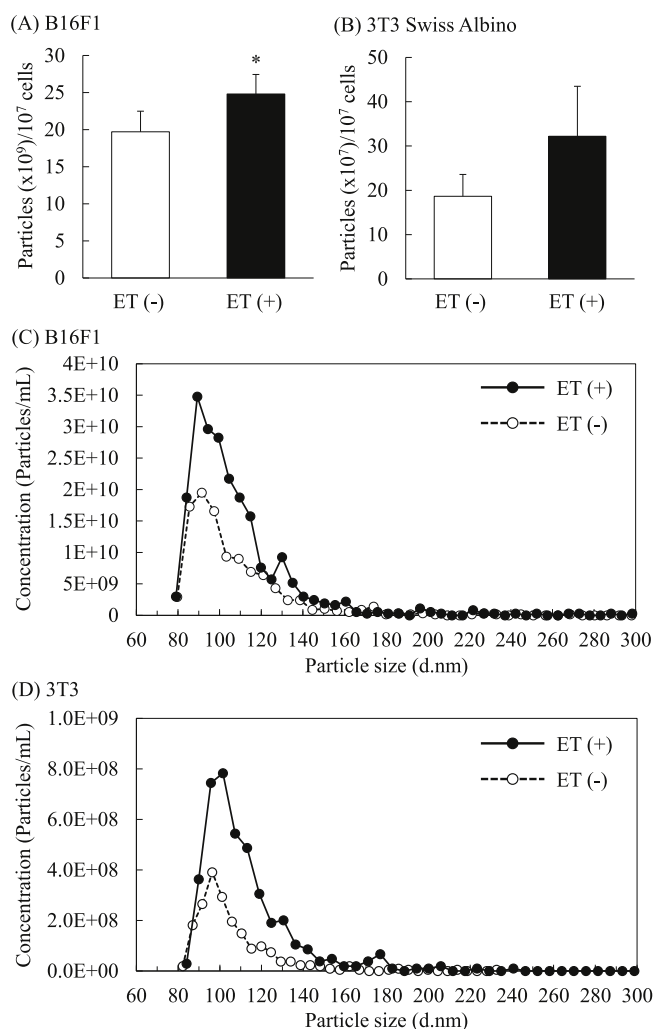 (A) B16F1
Particles (x10⁹)/10⁷ cells
30
25
20
15
10
5
0
*
ET (-)
ET (+)
(B) 3T3 Swiss Albino
Particles (x10⁷)/10⁷ cells
50
40
30
20
10
0
ET (-)
ET (+)
(C) B16F1
Concentration (Particles/mL)
4E+10
3.5E+10
3E+10
2.5E+10
2E+10
1.5E+10
1E+10
5E+09
0
ET (+)
ET (-)
60 80 100 120 140 160 180 200 220 240 260 280 300
Particle size (d.nm)
(D) 3T3
Concentration (Particles/mL)
1.0E+09
8.0E+08
6.0E+08
4.0E+08
2.0E+08
0.0E+00
ET (+)
ET (-)
60 80 100 120 140 160 180 200 220 240 260 280 300
Particle size (d.nm)